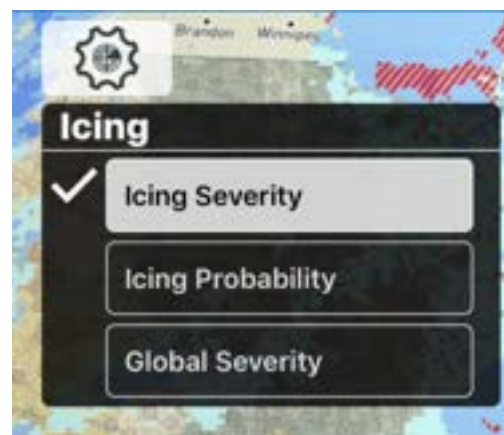 Brandon Winnipeg
Icing
Icing Severity
Icing Probability
Global Severity